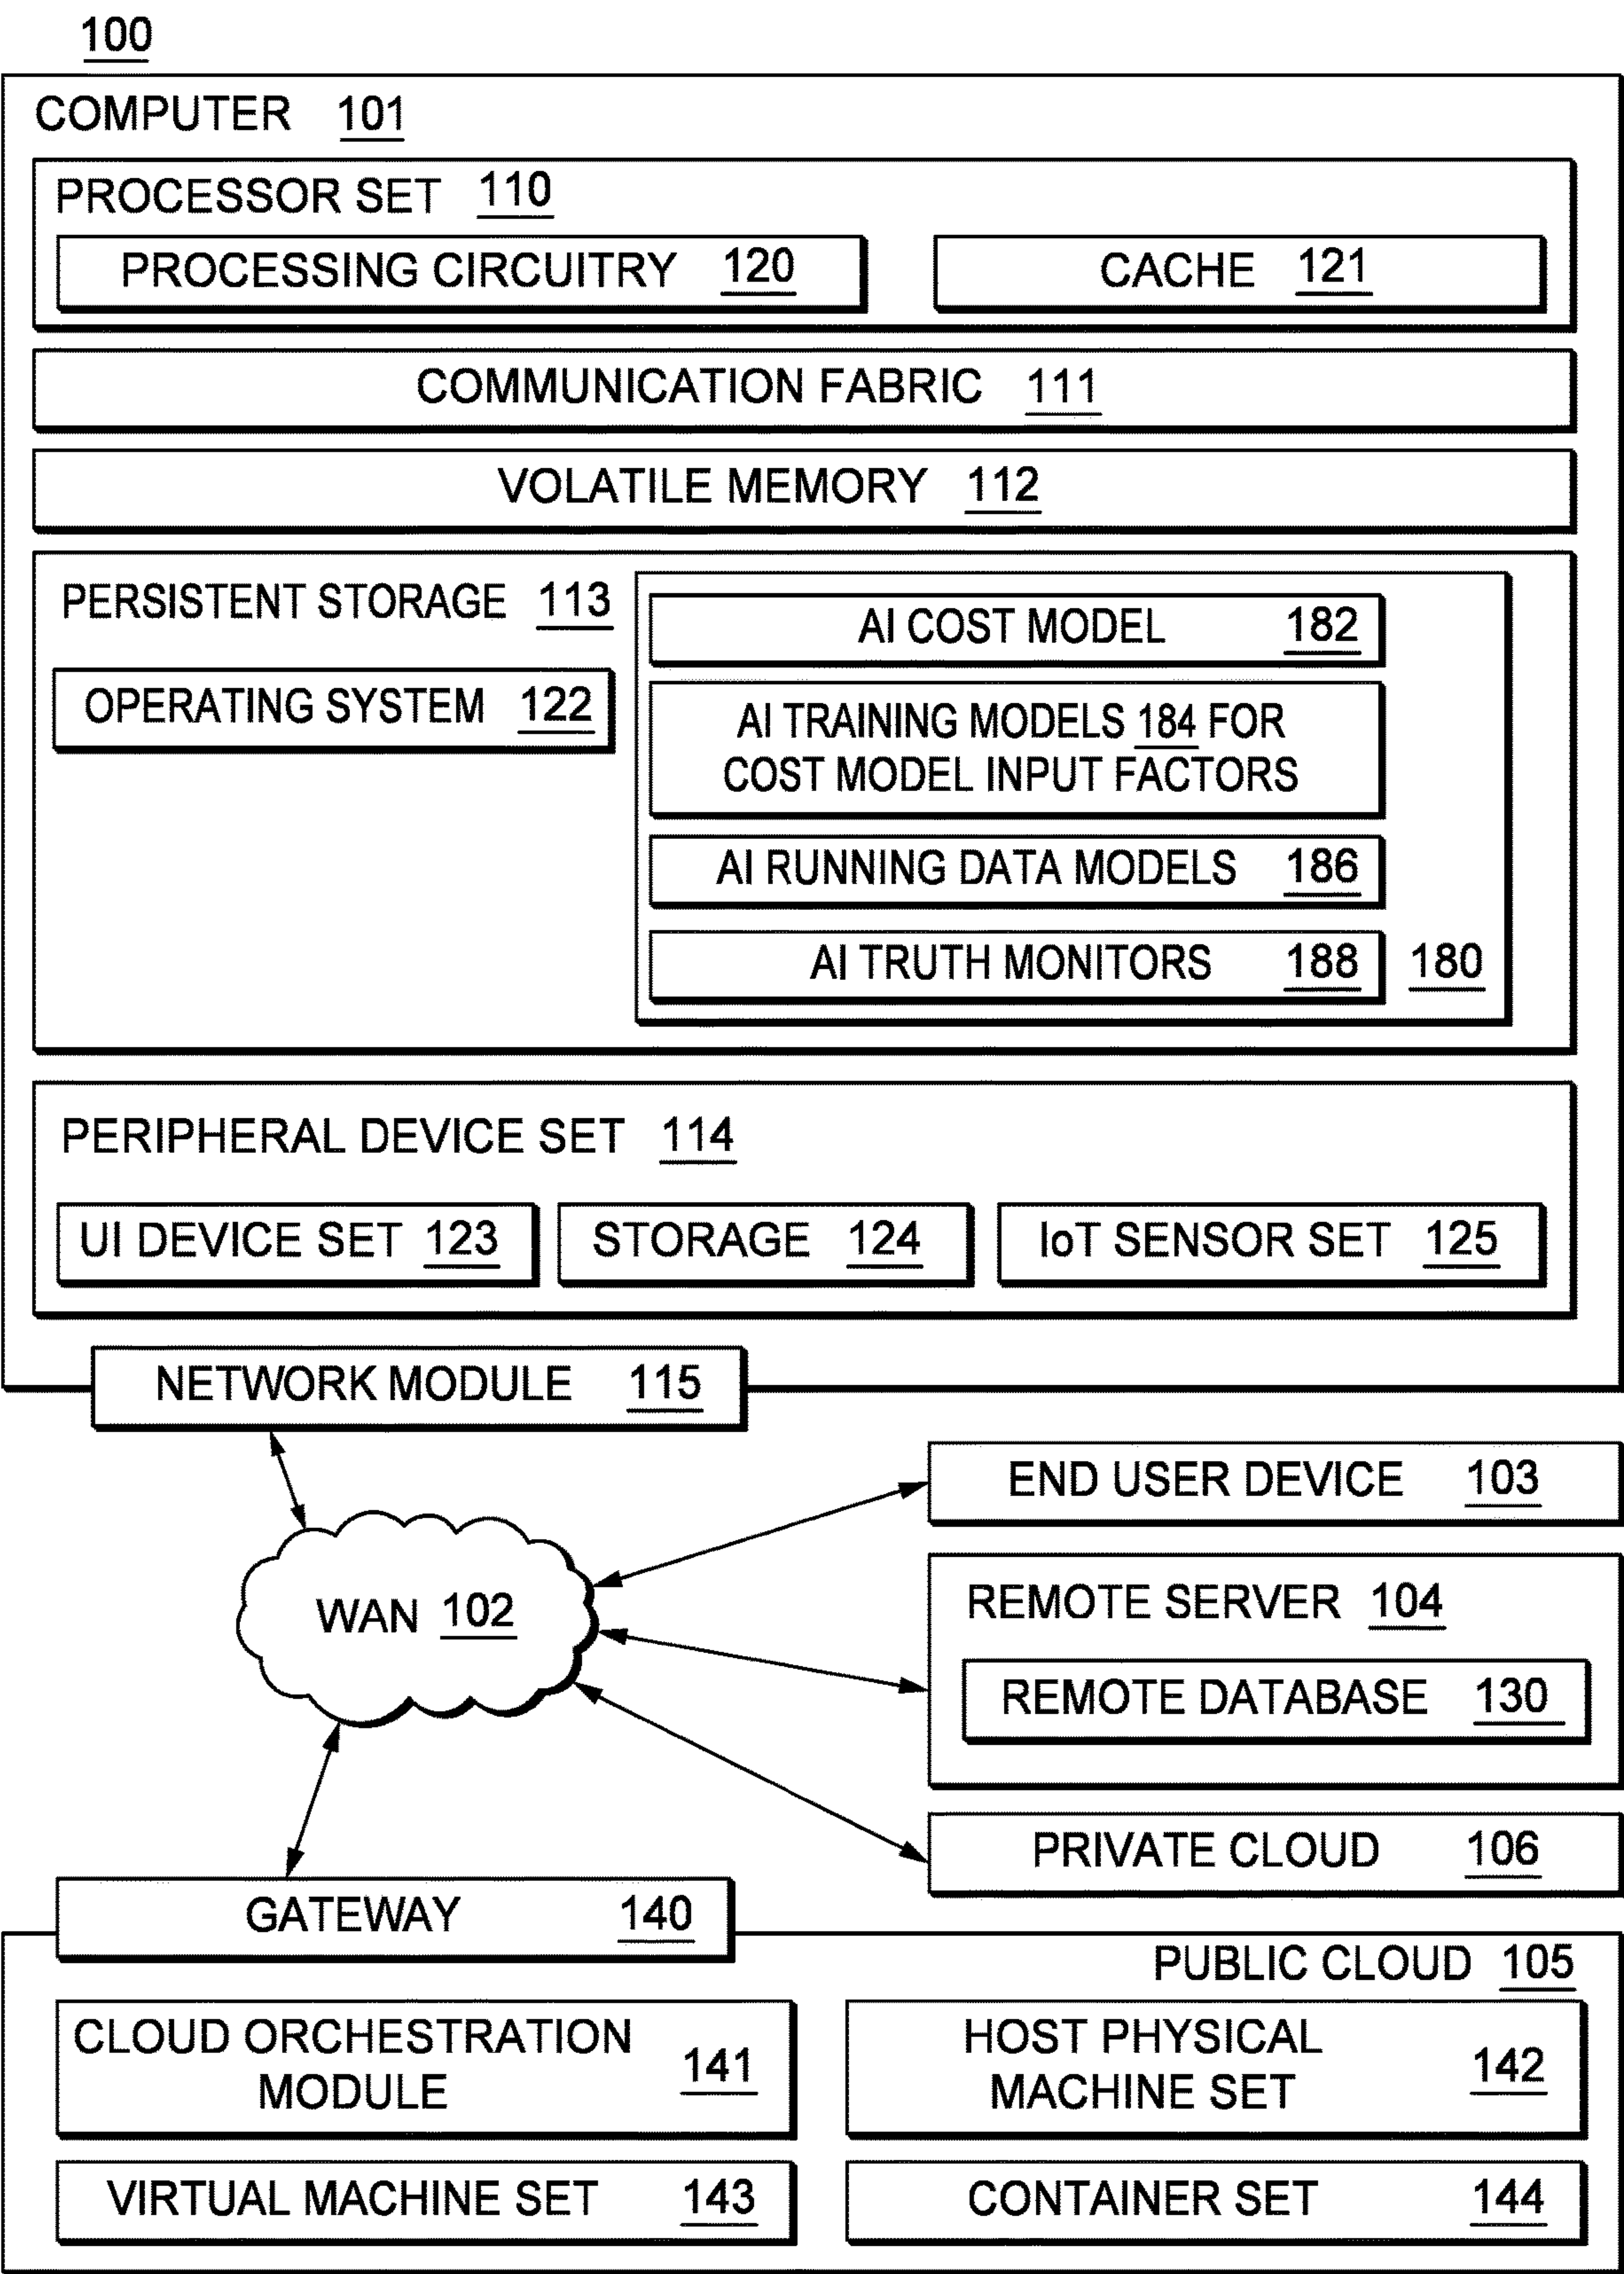 100
COMPUTER 101
PROCESSOR SET 110
PROCESSING CIRCUITRY 120
CACHE 121
COMMUNICATION FABRIC 111
VOLATILE MEMORY 112
PERSISTENT STORAGE 113
OPERATING SYSTEM 122
AI COST MODEL 182
AI TRAINING MODELS 184 FOR
COST MODEL INPUT FACTORS
AI RUNNING DATA MODELS 186
AI TRUTH MONITORS 188
180
PERIPHERAL DEVICE SET 114
UI DEVICE SET 123
STORAGE 124
IoT SENSOR SET 125
NETWORK MODULE 115
END USER DEVICE 103
WAN 102
REMOTE SERVER 104
REMOTE DATABASE 130
PRIVATE CLOUD 106
GATEWAY 140
PUBLIC CLOUD 105
CLOUD ORCHESTRATION
MODULE 141
HOST PHYSICAL
MACHINE SET 142
VIRTUAL MACHINE SET 143
CONTAINER SET 144